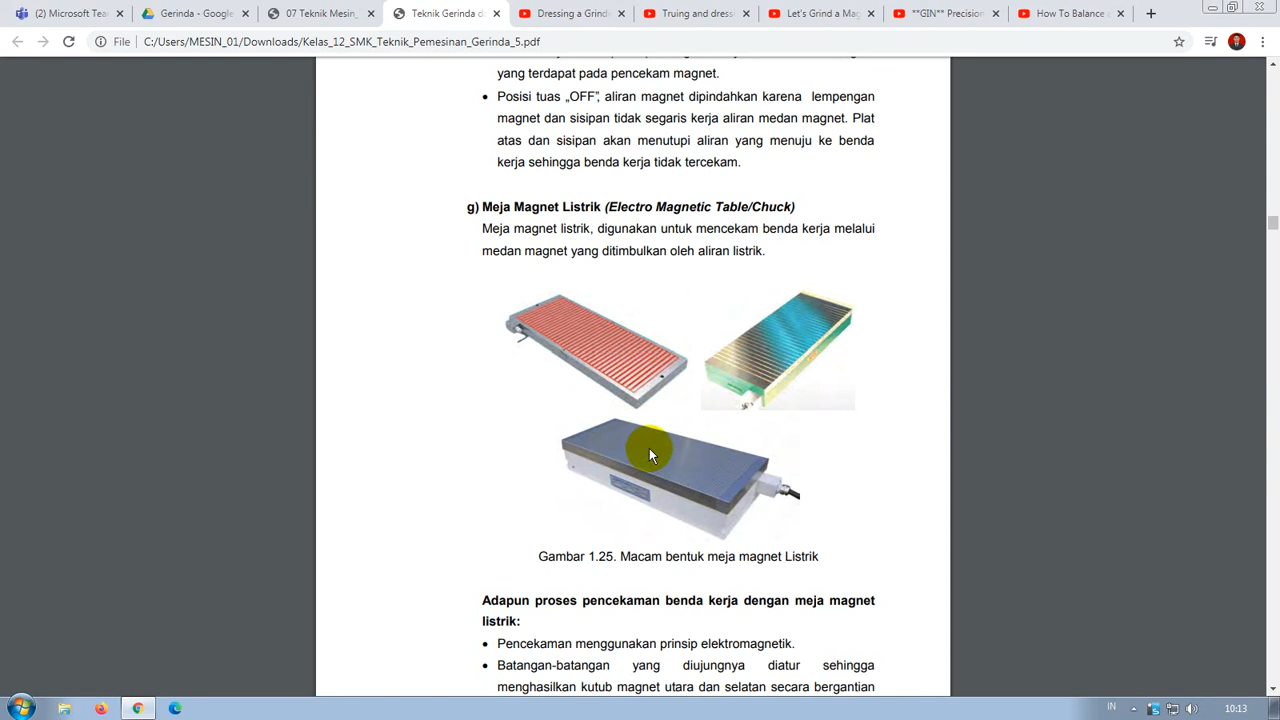 (2) Microsoft Tea
Gerinda - Google
07 Teknik Mesin_
Teknik Gerinda da
Dressing a Grinde
Truing and dresse
Let's Grind a Mag
**GIN** Decision
How To Balance a
File
C:/Users/MESIN_01/Downloads/Kelas_12_SMK_Teknik_Pemesinan_Gerinda_5.pdf
yang terdapat pada pencekam magnet.
• Posisi tuas „OFF", aliran magnet dipindahkan karena lempengan
magnet dan sisipan tidak segaris kerja aliran medan magnet. Plat
atas dan sisipan akan menutupi aliran yang menuju ke benda
kerja sehingga benda kerja tidak tercekam.
g) Meja Magnet Listrik (Electro Magnetic Table/Chuck)
Meja magnet listrik, digunakan untuk mencekam benda kerja melalui
medan magnet yang ditimbulkan oleh aliran listrik.
Gambar 1.25. Macam bentuk meja magnet Listrik
Adapun proses pencekaman benda kerja dengan meja magnet
listrik:
• Pencekaman menggunakan prinsip elektromagnetik.
• Batangan-batangan yang diujungnya diatur sehingga
menghasilkan kutub magnet utara dan selatan secara bergantian
IN
10:13